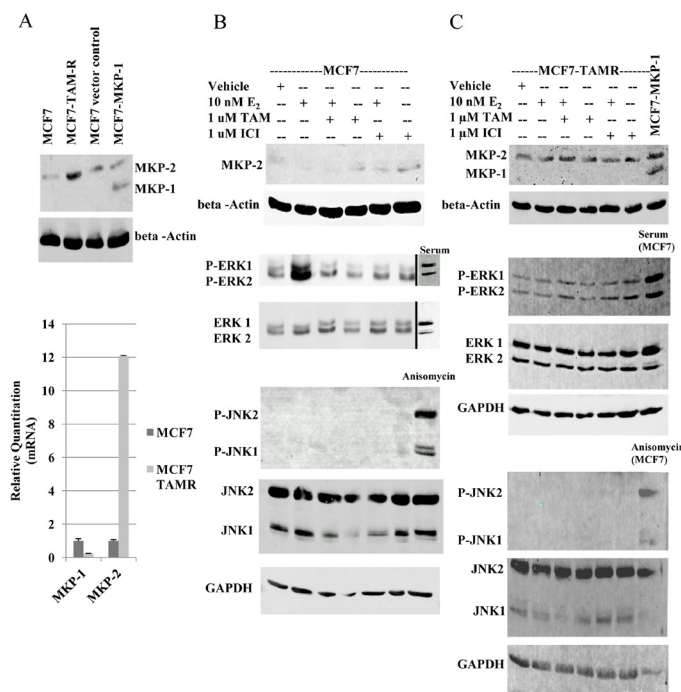 A
MCF7
MCF7-TAM-R
MCF7 vector control
MCF7-MKP-1
MKP-2
MKP-1
beta -Actin
Relative Quantitation
(mRNA)
14
12
10
8
6
4
2
0
MKP-1
MKP-2
MCF7
MCF7
TAMR
B
------------MCF7------------
Vehicle + -- -- -- -- --
10 nM E2 -- + + -- + --
1 uM TAM -- -- + + -- --
1 uM ICI -- -- -- -- + +
MKP-2
beta -Actin
Serum
P-ERK1
P-ERK2
ERK 1
ERK 2
Anisomycin
P-JNK2
P-JNK1
JNK2
JNK1
GAPDH
C
-------MCF7-TAMR-------
MCF7-MKP-1
Vehicle + -- -- -- -- --
10 nM E2 -- + + -- + --
1 µM TAM -- -- + + -- --
1 µM ICI -- -- -- -- + +
MKP-2
MKP-1
beta-Actin
Serum
(MCF7)
P-ERK1
P-ERK2
ERK 1
ERK 2
GAPDH
Anisomycin
(MCF7)
P-JNK2
P-JNK1
JNK2
JNK1
GAPDH